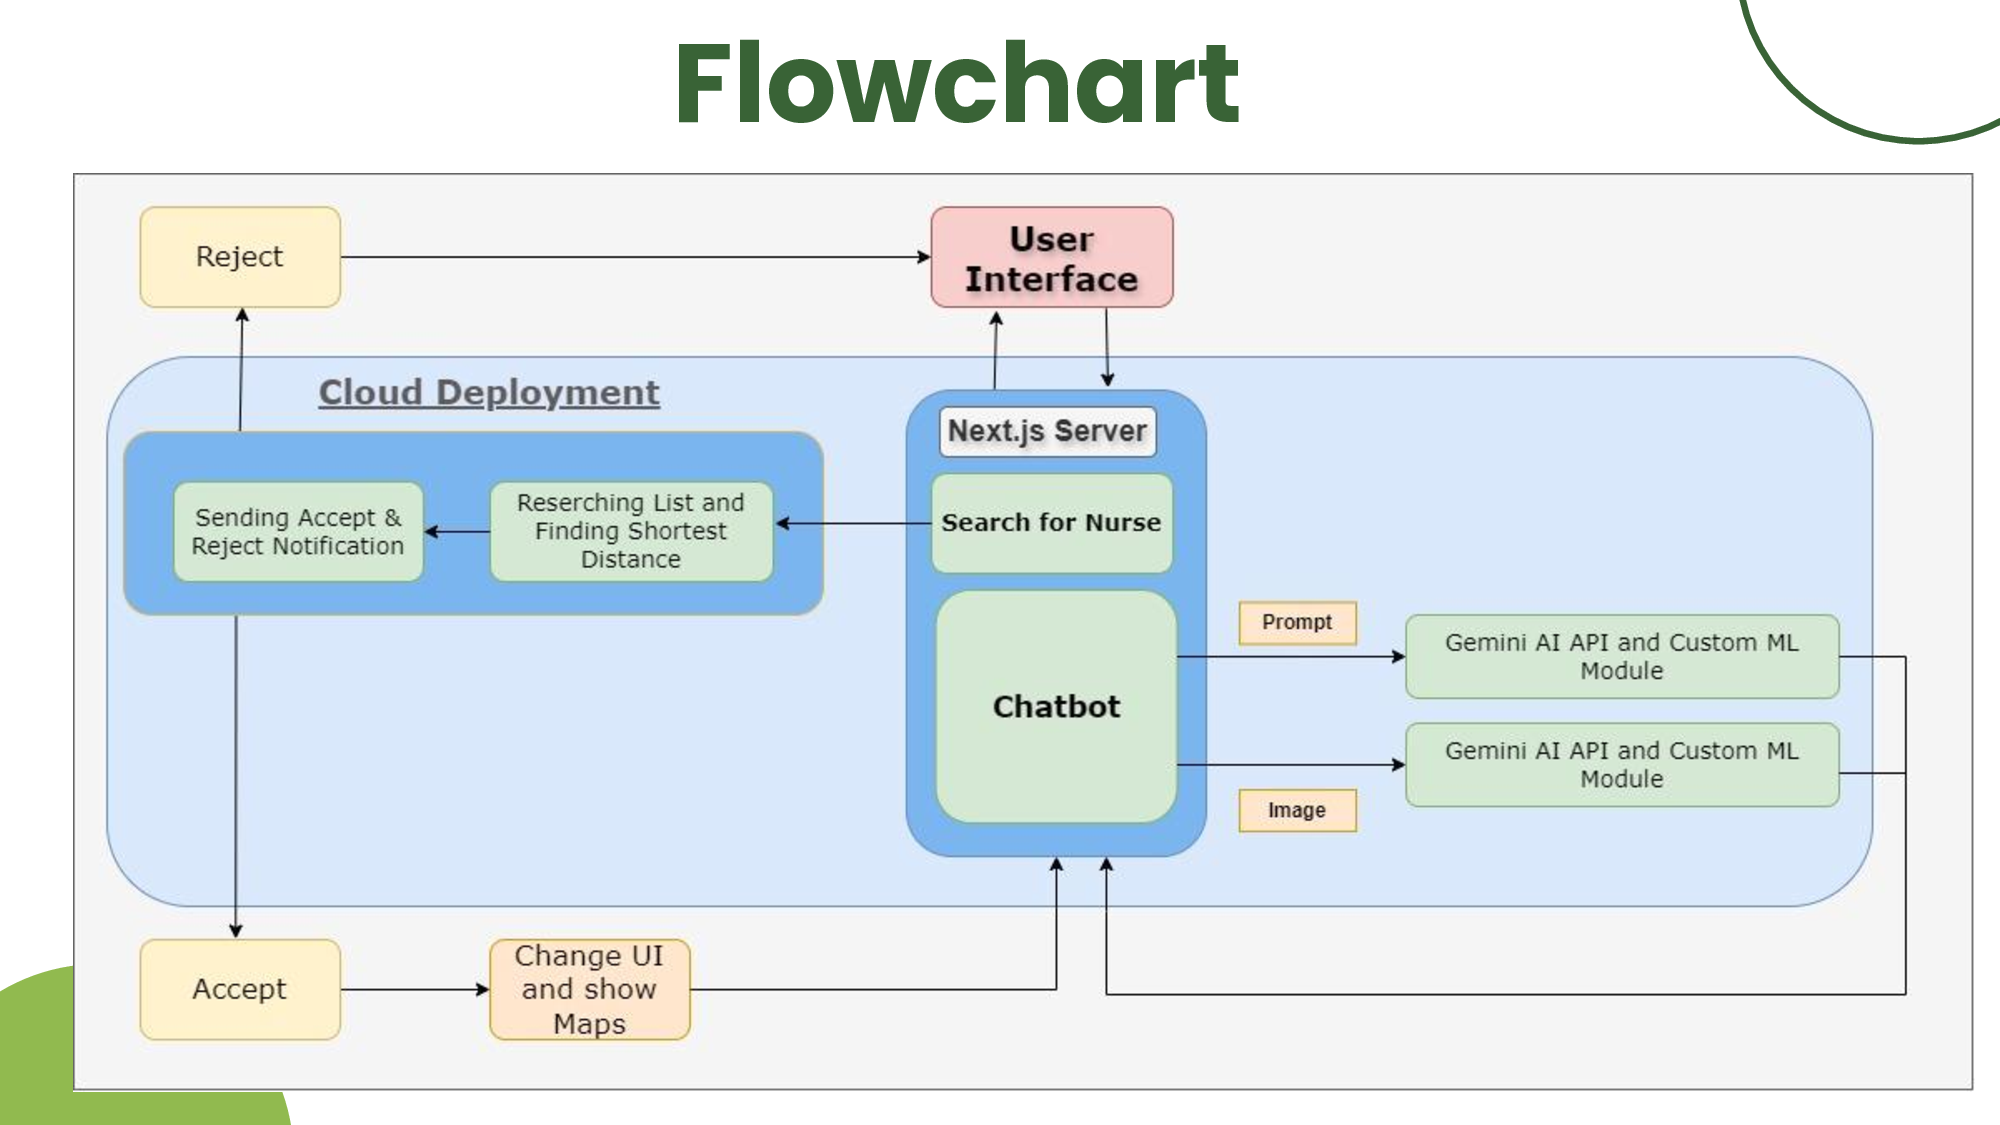 Flowchart
Reject
User
Interface
Cloud Deployment
Next.js Server
Sending Accept &
Reject Notification
Reserching List and
Finding Shortest
Distance
Search for Nurse
Chatbot
Prompt
Gemini AI API and Custom ML
Module
Gemini AI API and Custom ML
Module
Image
Accept
Change UI
and show
Maps